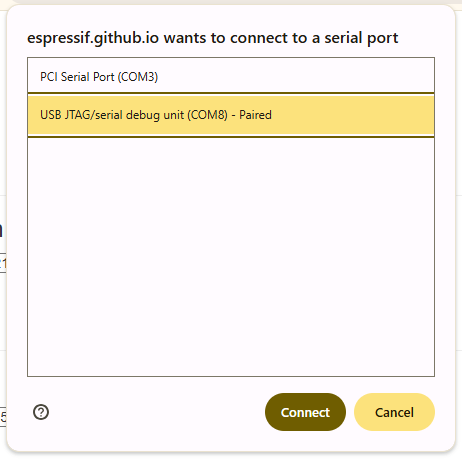 espressif.github.io wants to connect to a serial port
PCI Serial Port (COM3)
USB JTAG/serial debug unit (COM8) - Paired
Connect
Cancel